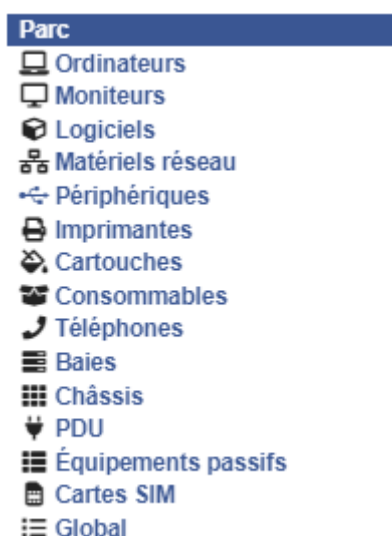 Parc
Ordinateurs
Moniteurs
Logiciels
Matériels réseau
Périphériques
Imprimantes
Cartouches
Consommables
Téléphones
Baies
Châssis
PDU
Équipements passifs
Cartes SIM
Global